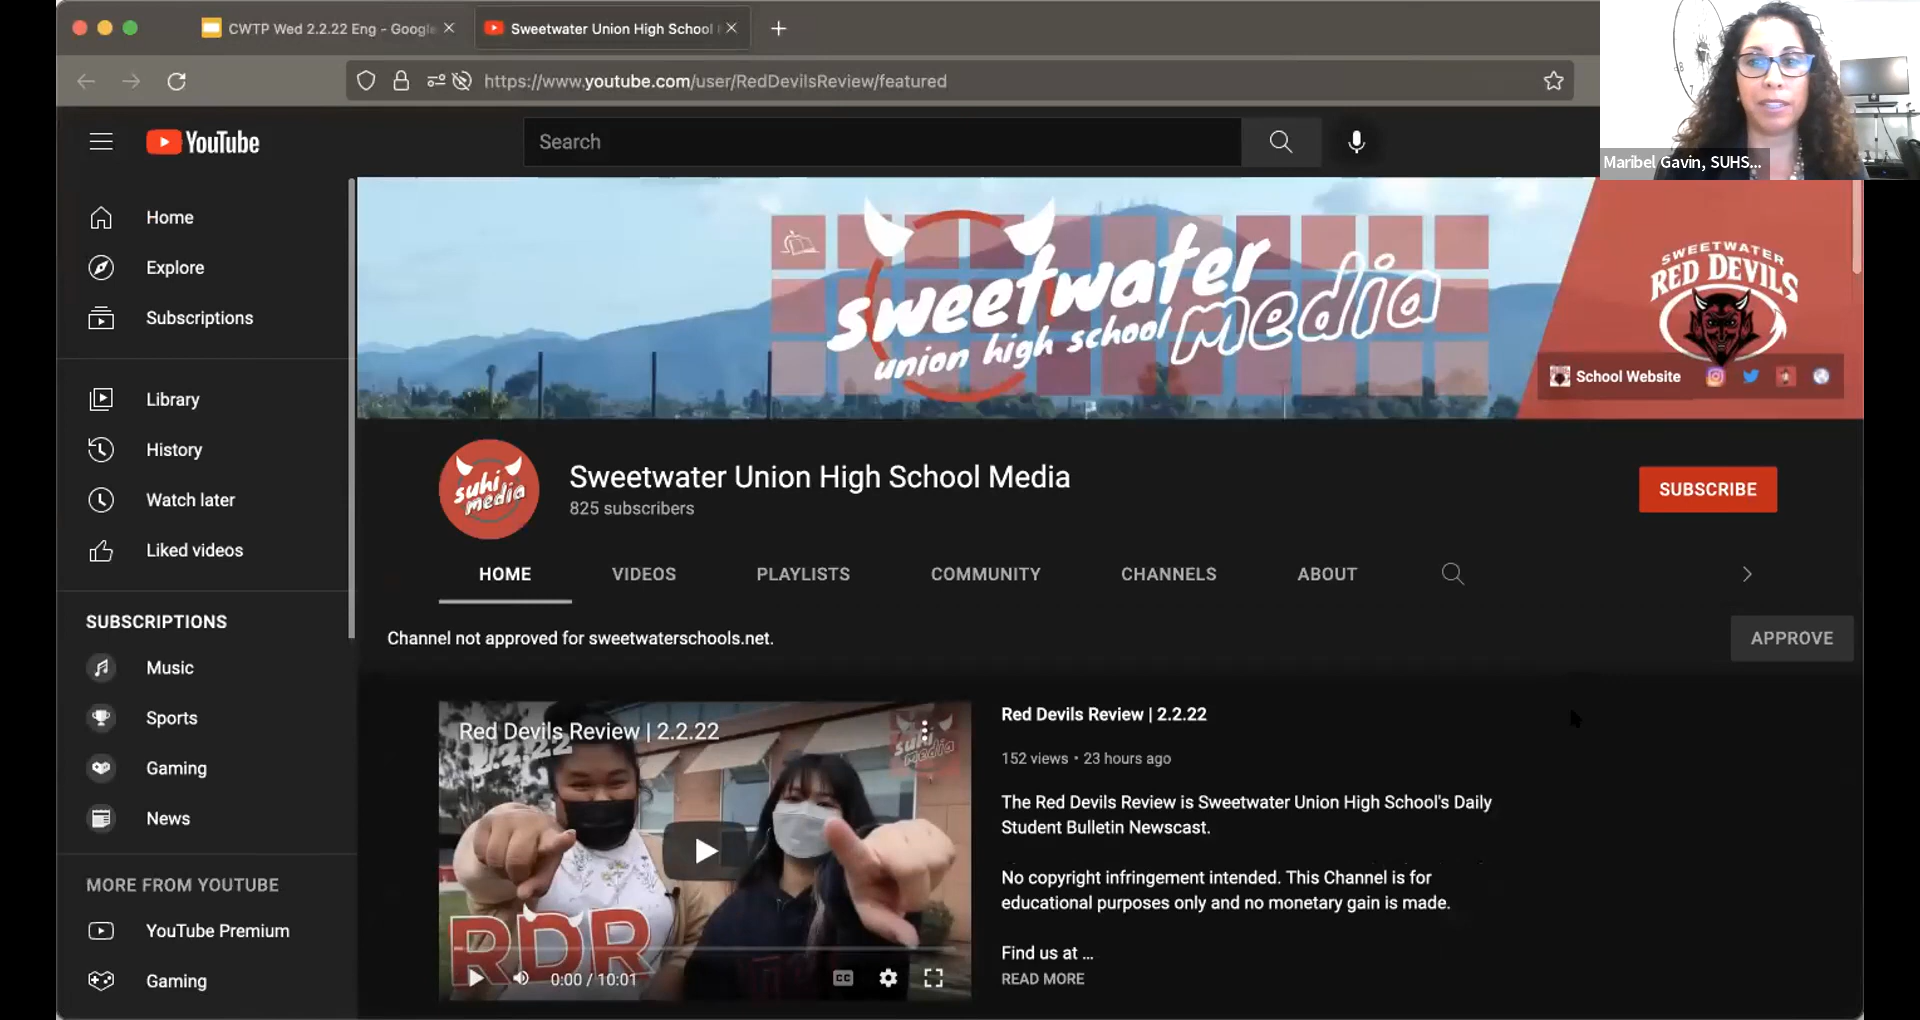 CWTP Wed 2.2.22 Eng - Google
Sweetwater Union High School
https://www.youtube.com/user/RedDevilsReview/featured
Maribel Gavin, SUHS...
YouTube
Search
Home
Explore
Subscriptions
Library
History
Watch later
Liked videos
SUBSCRIPTIONS
Music
Sports
Gaming
News
MORE FROM YOUTUBE
YouTube Premium
Gaming
sweetwater
union high school media
SWEETWATER
RED DEVILS
School Website
suhi
media
Sweetwater Union High School Media
825 subscribers
SUBSCRIBE
HOME VIDEOS PLAYLISTS COMMUNITY CHANNELS ABOUT
Channel not approved for sweetwaterschools.net.
APPROVE
Red Devils Review | 2.2.22
2.2.22
suhi
media
RDR
0:00 / 10:01
CC
Red Devils Review | 2.2.22
152 views • 23 hours ago
The Red Devils Review is Sweetwater Union High School's Daily
Student Bulletin Newscast.
No copyright infringement intended. This Channel is for
educational purposes only and no monetary gain is made.
Find us at ...
READ MORE